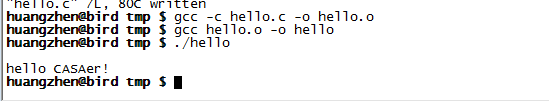 "hello.c" 7L, 80C written
huangzhen@bird tmp $ gcc -c hello.c -o hello.o
huangzhen@bird tmp $ gcc hello.o -o hello
huangzhen@bird tmp $ ./hello
hello CASAer!
huangzhen@bird tmp $